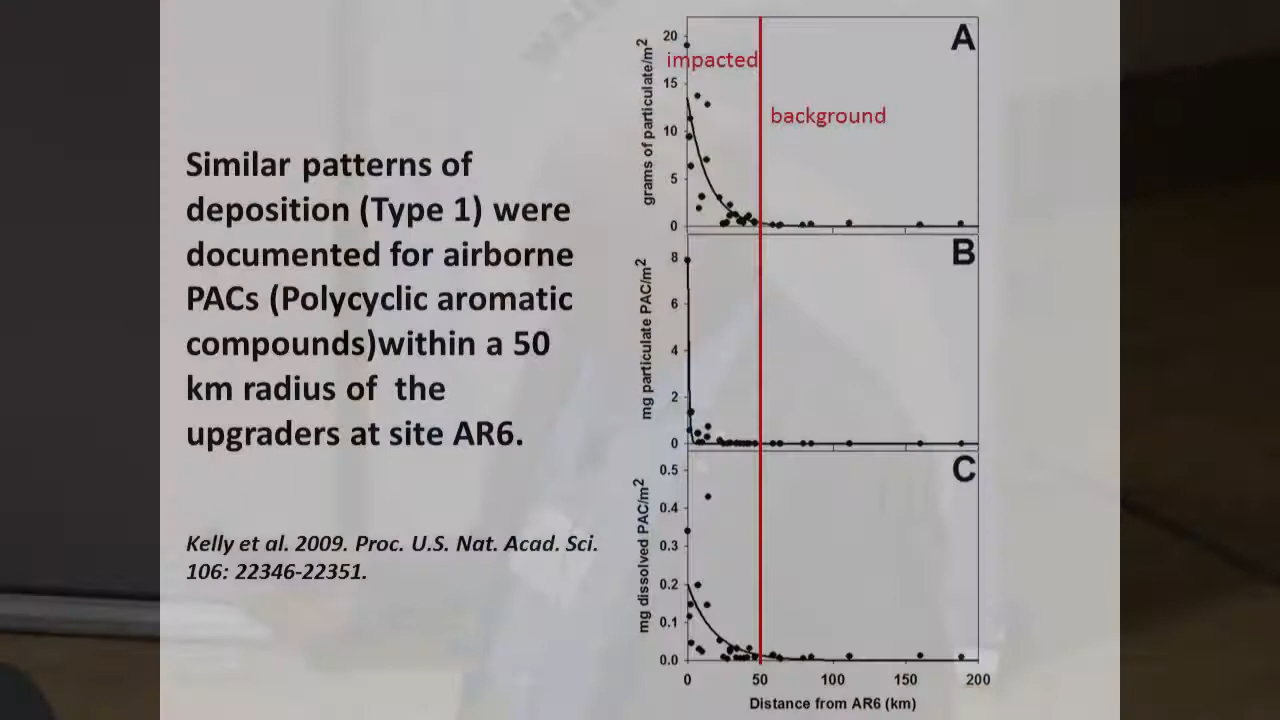 Similar patterns of
deposition (Type 1) were
documented for airborne
PACs (Polycyclic aromatic
compounds)within a 50
km radius of  the
upgraders at site AR6.
Kelly et al. 2009. Proc. U.S. Nat. Acad. Sci.
106: 22346-22351.
A
impacted
background
grams of particulate/m2
20
15
10
5
0
B
mg particulate PAC/m2
8
6
4
2
0
C
mg dissolved PAC/m2
0.5
0.4
0.3
0.2
0.1
0.0
0 50 100 150 200
Distance from AR6 (km)